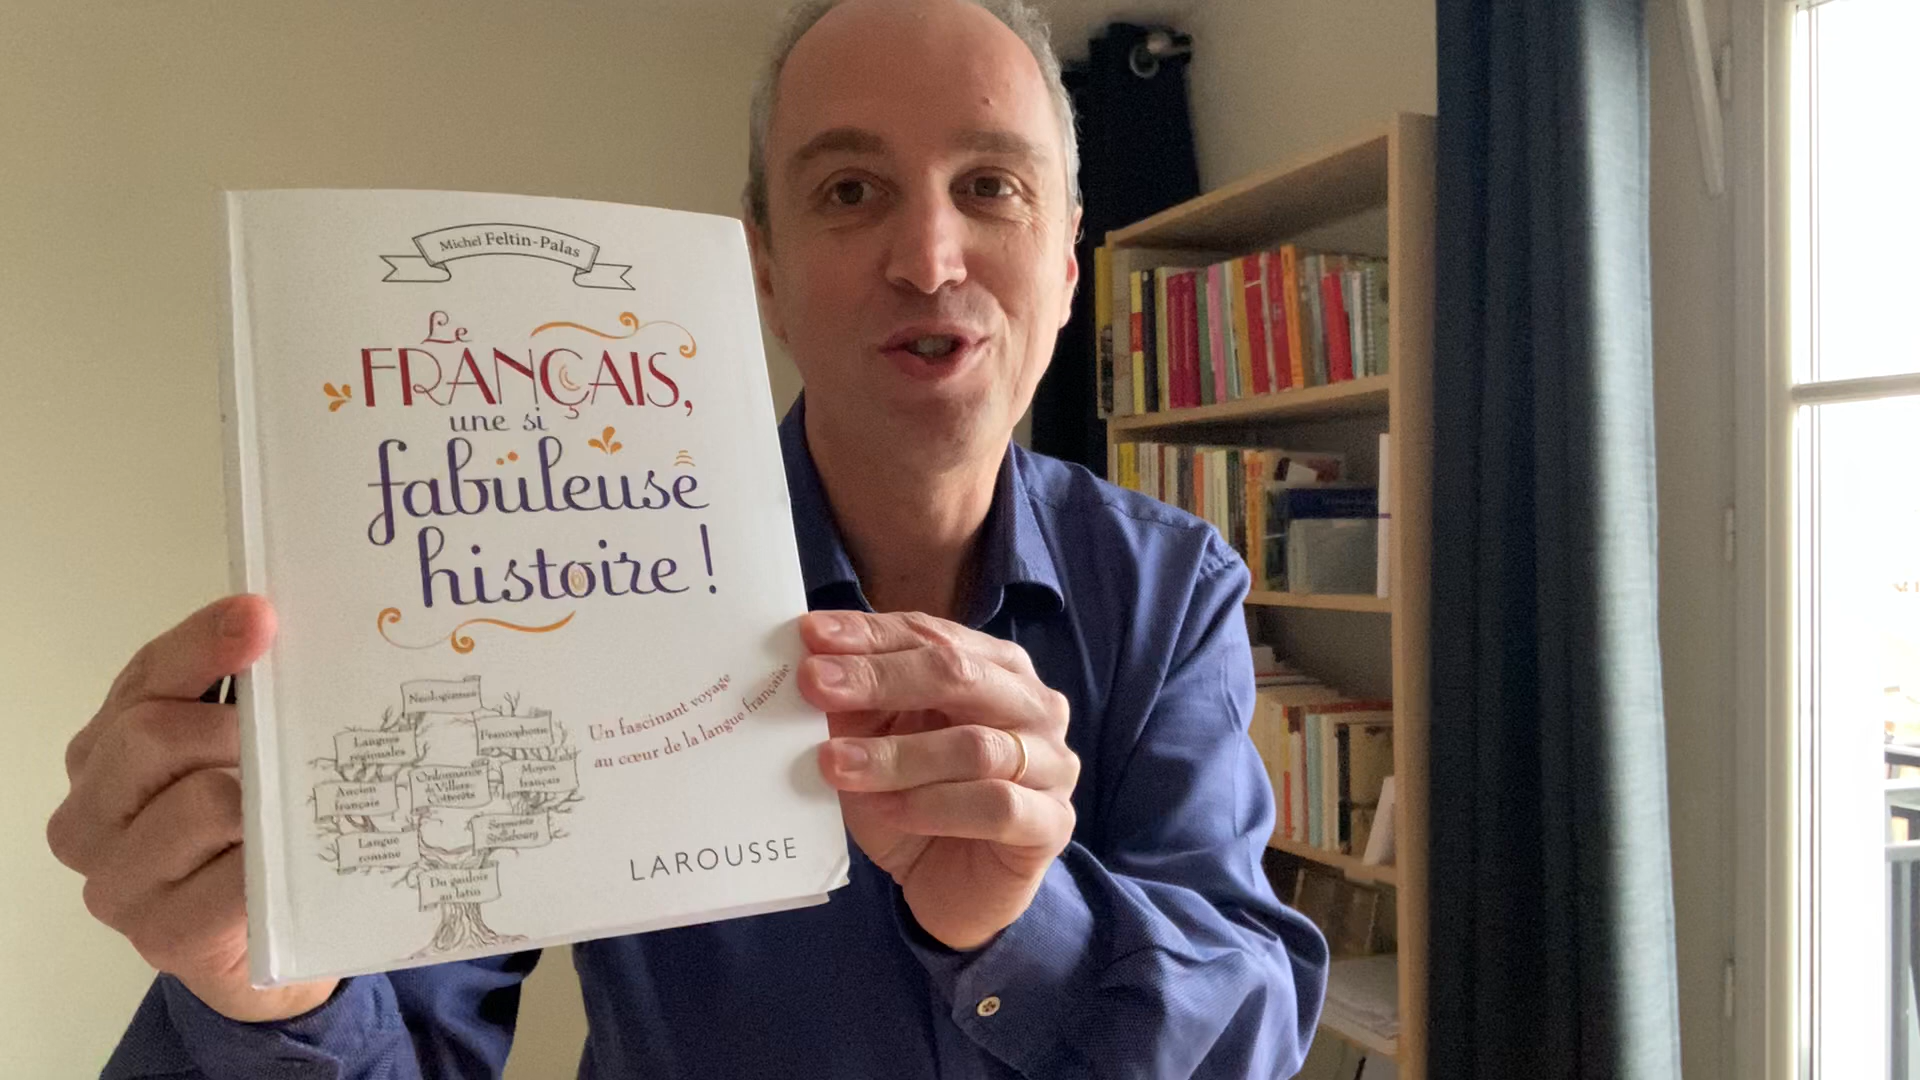 Michel Feltin-Palas
Le
FRANÇAIS,
une si
fabuleuse
histoire !
Un fascinant voyage
au cœur de la langue française
Néologismes
Langues
régionales
Francophonie
Ancien
français
Ordonnance
de Villers-
Cotterêts
Moyen
français
Langue
romane
Serments
de
Strasbourg
Du gaulois
au latin
LAROUSSE